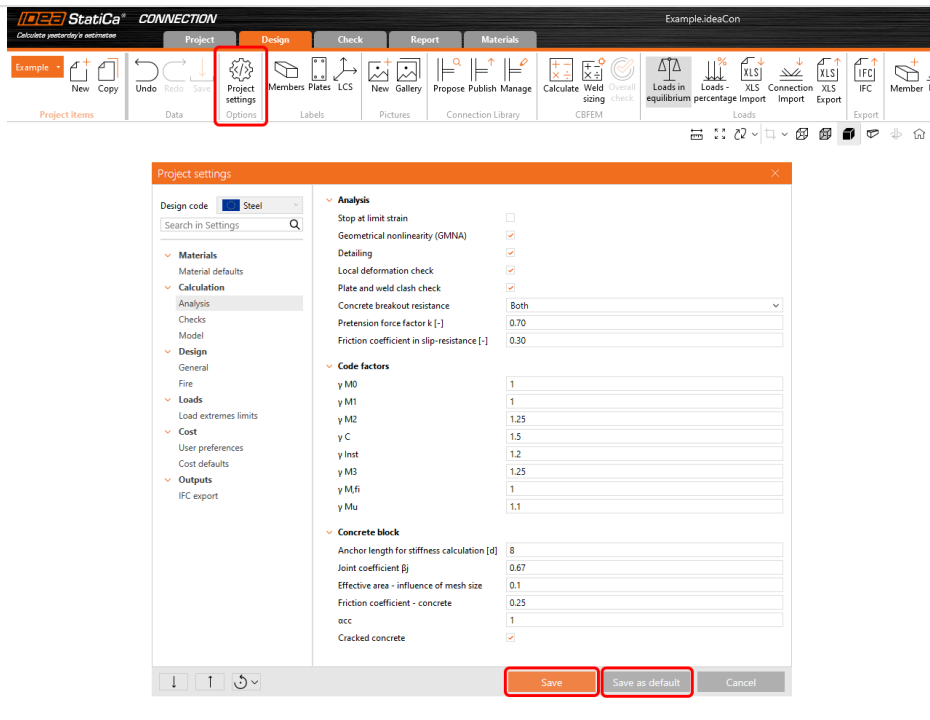 IDEA StatiCa® CONNECTION
Calculate yesterday's estimates
Example.ideaCon
Project Design Check Report Materials
Example
New Copy Undo Redo Save Project settings Members Plates LCS New Gallery Propose Publish Manage Calculate Weld sizing Overall check Loads in equilibrium Loads - percentage XLS Import Connection Import XLS Export IFC Member
Project Items Data Options Labels Pictures Connection Library CBFEM Loads Export
Project settings
Design code Steel
Search in Settings
Materials
Material defaults
Calculation
Analysis
Checks
Model
Design
General
Fire
Loads
Load extremes limits
Cost
User preferences
Cost defaults
Outputs
IFC export
Analysis
Stop at limit strain
Geometrical nonlinearity (GMNA)
Detailing
Local deformation check
Plate and weld clash check
Concrete breakout resistance Both
Pretension force factor k [-] 0.70
Friction coefficient in slip-resistance [-] 0.30
Code factors
γ M0 1
γ M1 1
γ M2 1.25
γ C 1.5
γ Inst 1.2
γ M3 1.25
γ M,fi 1
γ Mu 1.1
Concrete block
Anchor length for stiffness calculation [d] 8
Joint coefficient βj 0.67
Effective area - influence of mesh size 0.1
Friction coefficient - concrete 0.25
αcc 1
Cracked concrete
Save Save as default Cancel